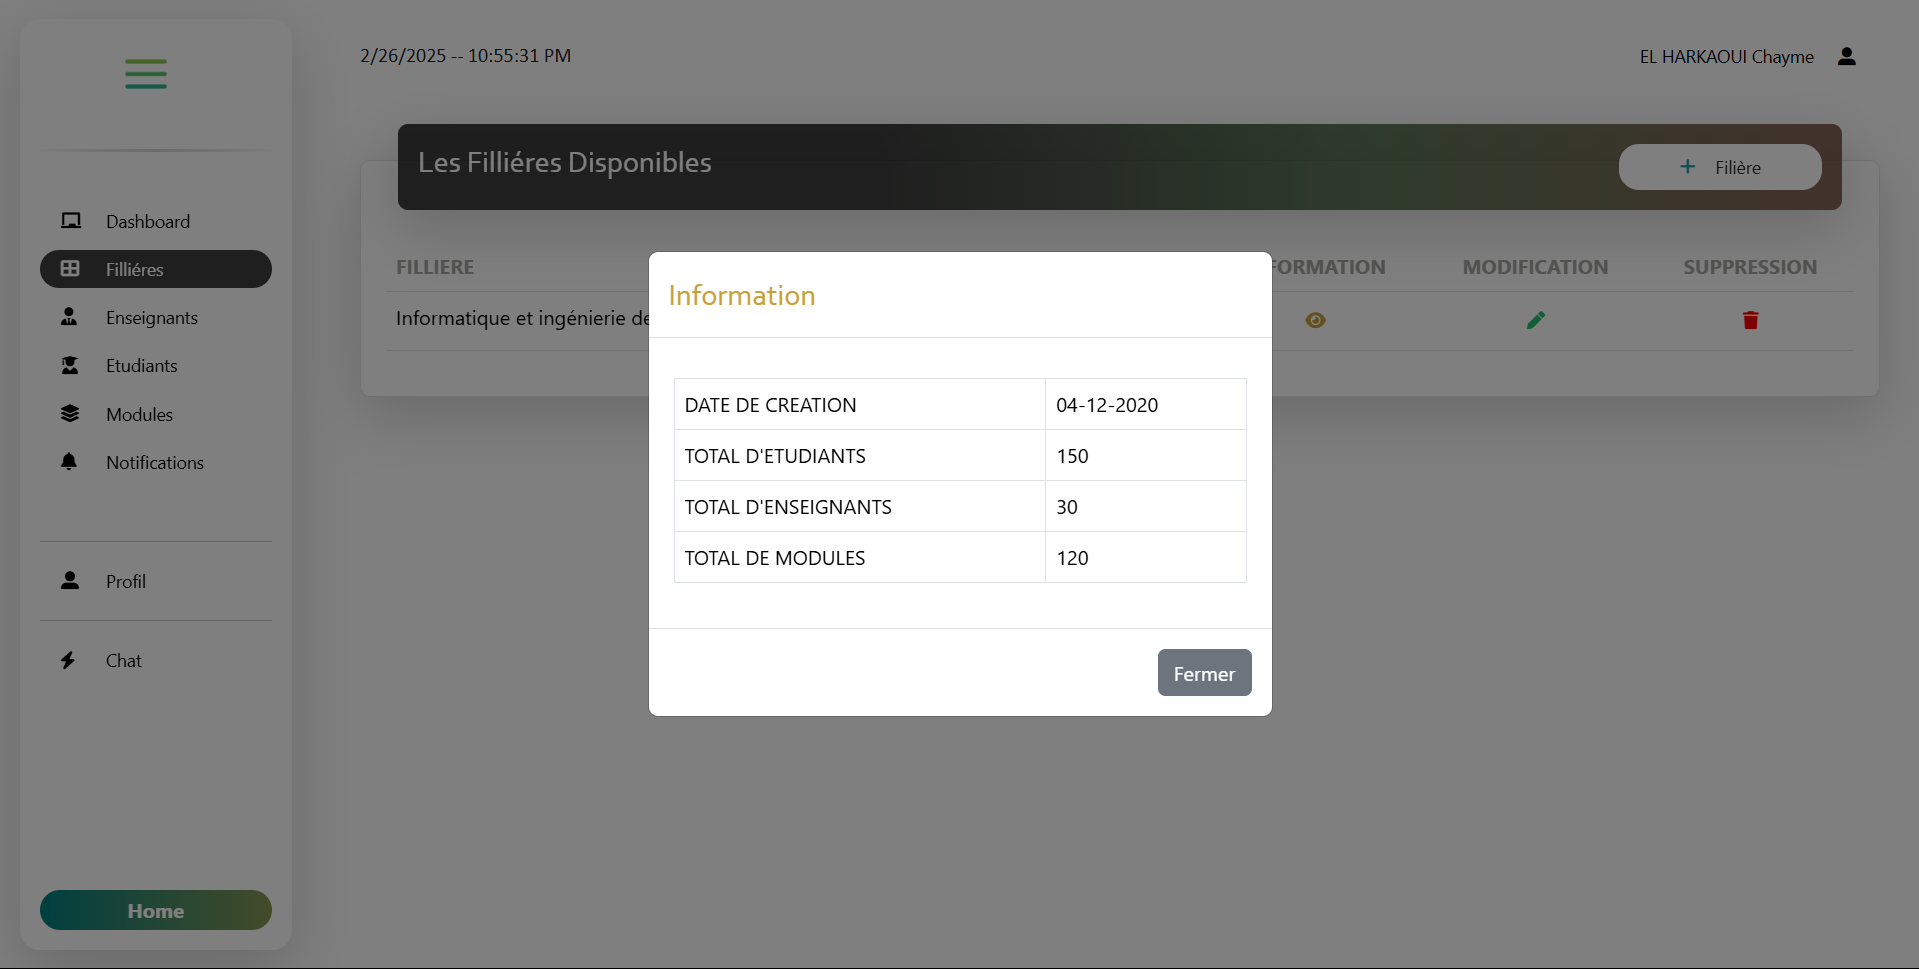 2/26/2025 -- 10:55:31 PM
EL HARKAOUI Chayme
Les Filliéres Disponibles
Filière
Dashboard
Filliéres
Enseignants
Etudiants
Modules
Notifications
Profil
Chat
Home
FILLIERE
FORMATION
MODIFICATION
SUPPRESSION
Informatique et ingénierie de
Information
DATE DE CREATION 04-12-2020
TOTAL D'ETUDIANTS 150
TOTAL D'ENSEIGNANTS 30
TOTAL DE MODULES 120
Fermer